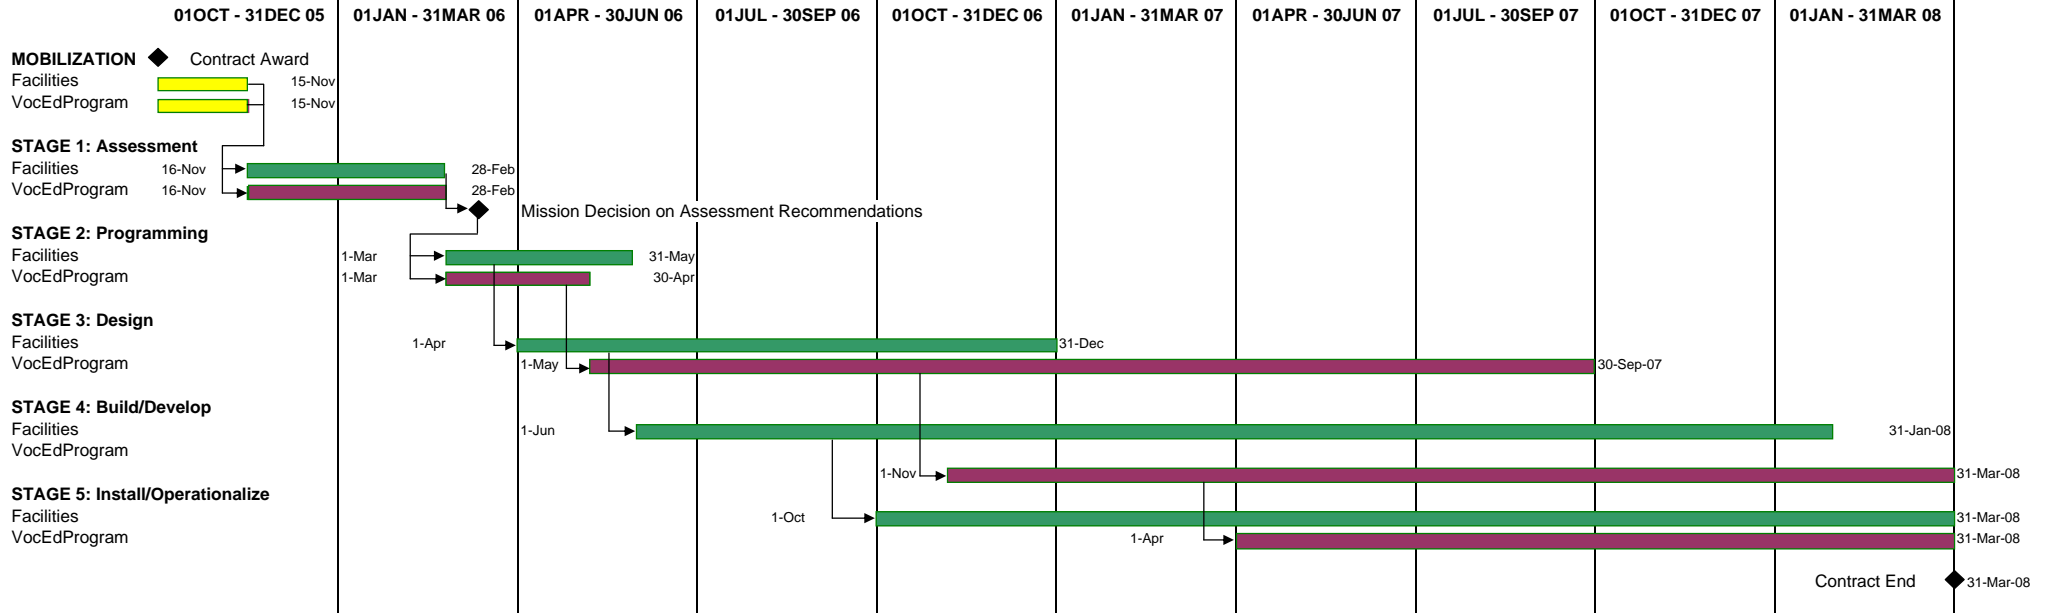 01OCT - 31DEC 05 01JAN - 31MAR 06 01APR - 30JUN 06 01JUL - 30SEP 06 01OCT - 31DEC 06 01JAN - 31MAR 07 01APR - 30JUN 07 01JUL - 30SEP 07 01OCT - 31DEC 07 01JAN - 31MAR 08
MOBILIZATION Contract Award
Facilities 15-Nov
VocEdProgram 15-Nov
STAGE 1: Assessment
Facilities 16-Nov 28-Feb
VocEdProgram 16-Nov 28-Feb
Mission Decision on Assessment Recommendations
STAGE 2: Programming
Facilities 1-Mar 31-May
VocEdProgram 1-Mar 30-Apr
STAGE 3: Design
Facilities 1-Apr 31-Dec
VocEdProgram 1-May 30-Sep-07
STAGE 4: Build/Develop
Facilities 1-Jun 31-Jan-08
VocEdProgram
1-Nov 31-Mar-08
STAGE 5: Install/Operationalize
Facilities 1-Oct 31-Mar-08
VocEdProgram 1-Apr 31-Mar-08
Contract End 31-Mar-08